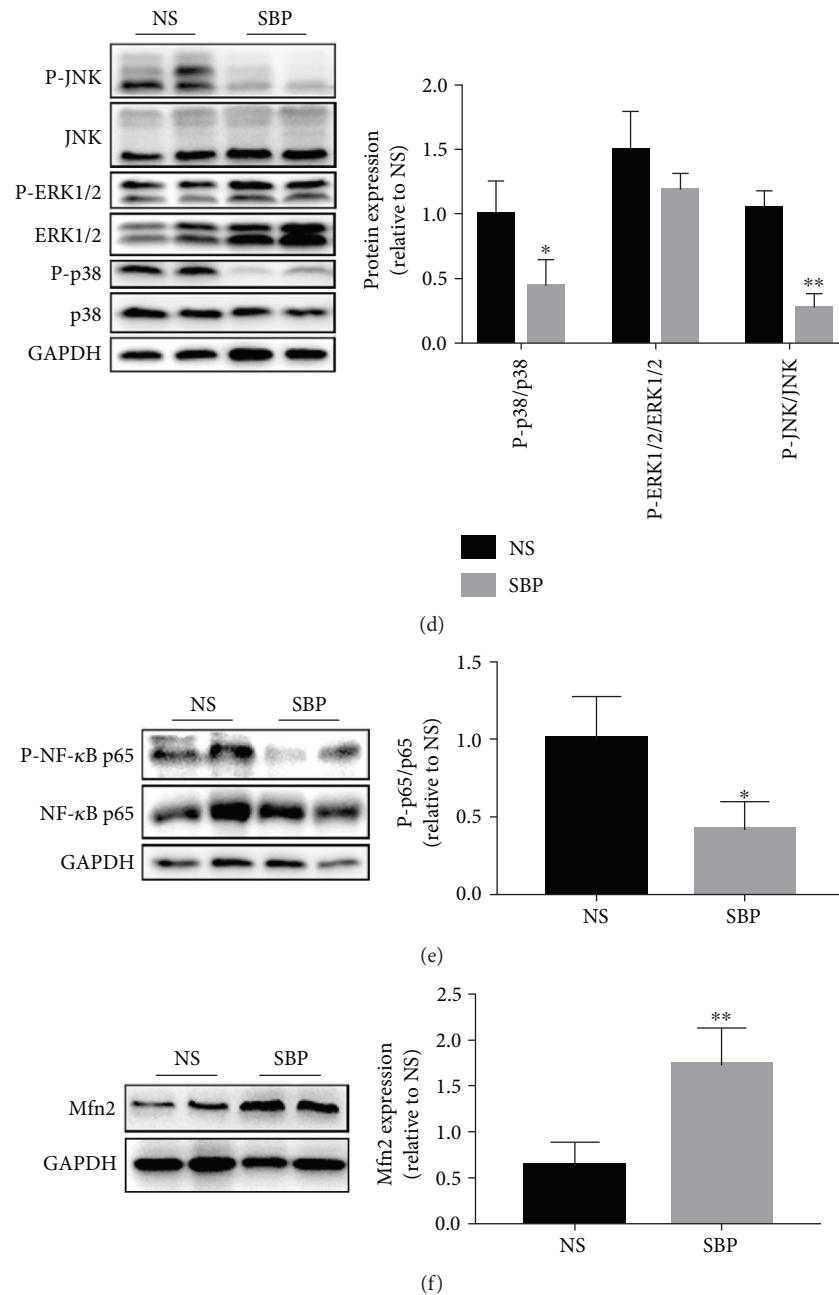 NS SBP
P-JNK
JNK
P-ERK1/2
ERK1/2
P-p38
p38
GAPDH
Protein expression
(relative to NS)
2.0
1.5
1.0
0.5
0.0
*
**
P-p38/p38
P-ERK1/2/ERK1/2
P-JNK/JNK
NS
SBP
(d)
NS SBP
P-NF-κB p65
NF-κB p65
GAPDH
P-p65/p65
(relative to NS)
1.5
1.0
0.5
0.0
*
NS SBP
(e)
NS SBP
Mfn2
GAPDH
Mfn2 expression
(relative to NS)
2.5
2.0
1.5
1.0
0.5
0.0
**
NS SBP
(f)